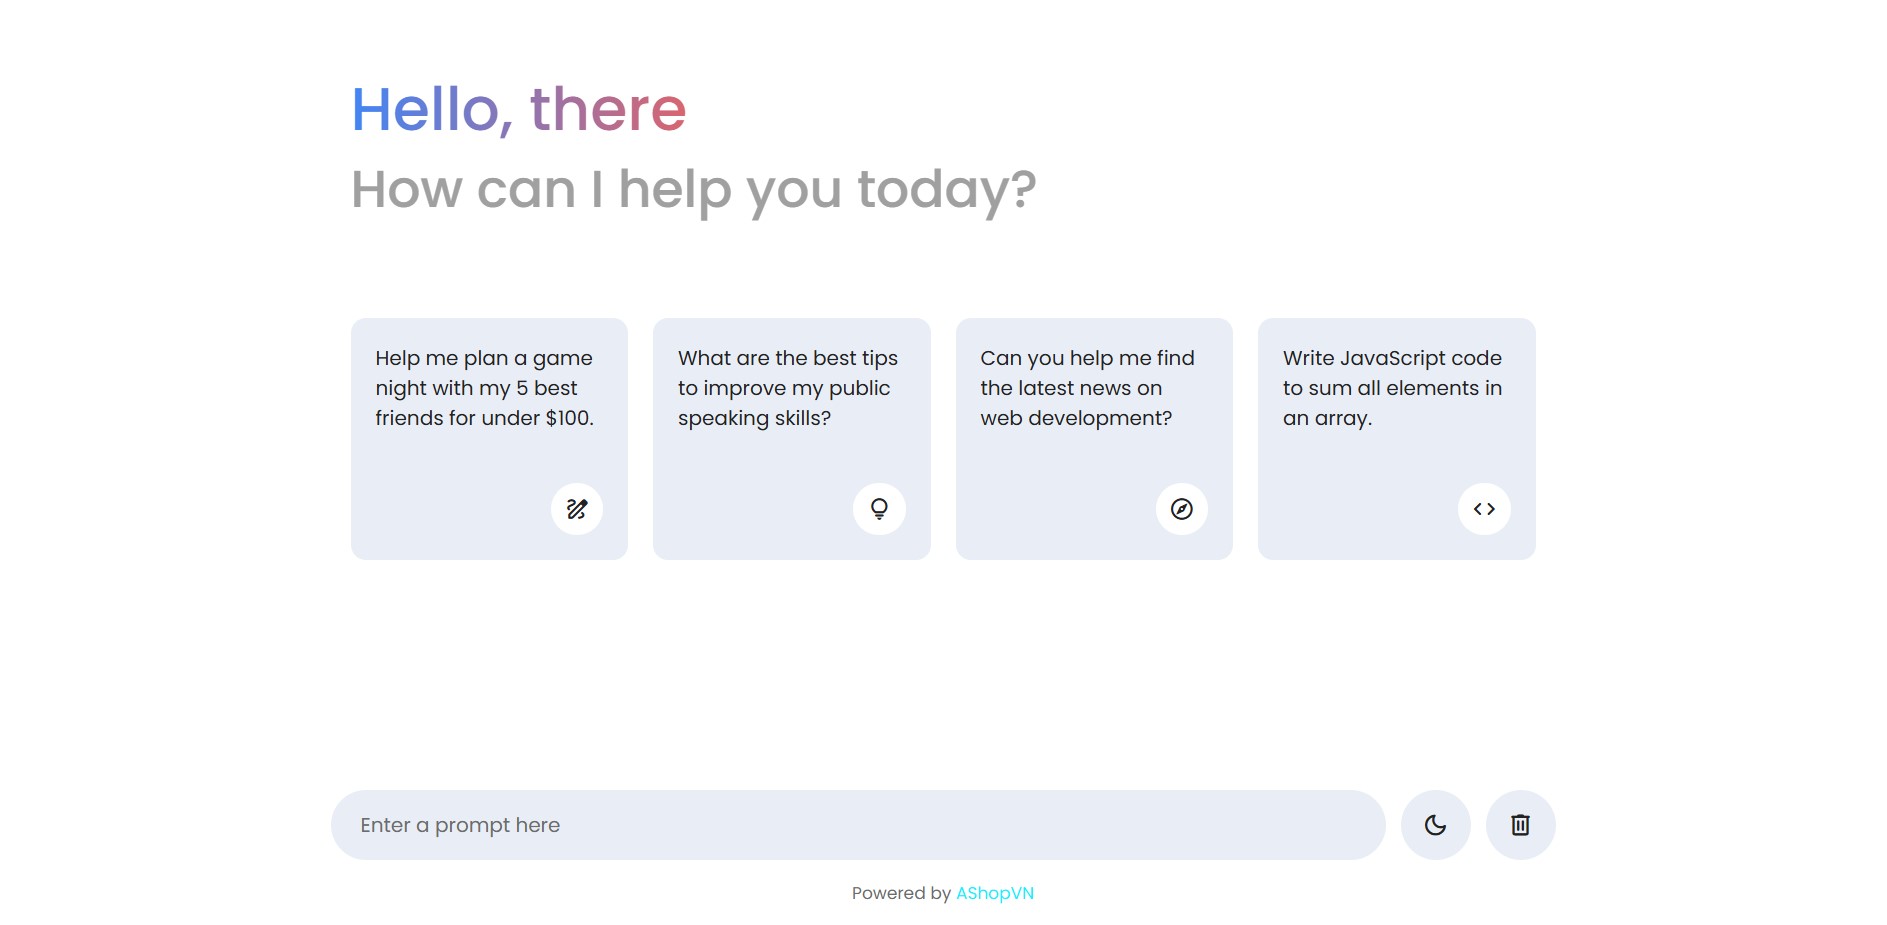 Hello, there
How can I help you today?
Help me plan a game
night with my 5 best
friends for under $100.
What are the best tips
to improve my public
speaking skills?
Can you help me find
the latest news on
web development?
Write JavaScript code
to sum all elements in
an array.
Enter a prompt here
Powered by AShopVN